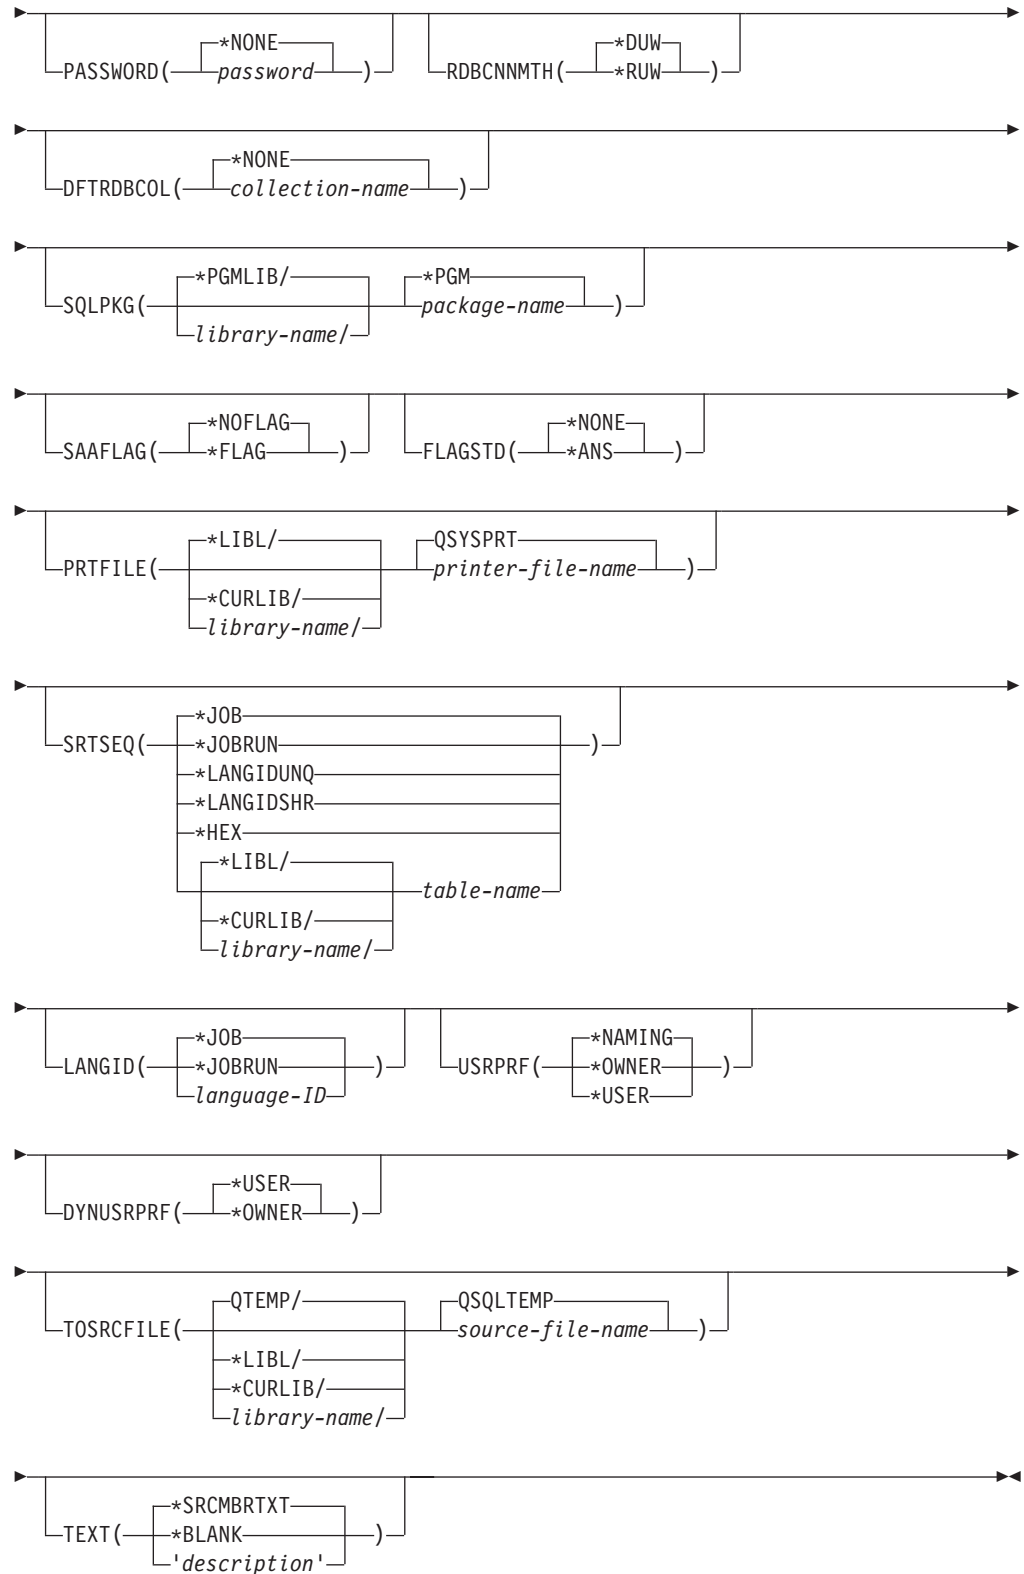 *NONE *DUW
PASSWORD( password ) RDBCNNMTH( *RUW )
*NONE
DFTRDBCOL( collection-name )
*PGMLIB/ *PGM
SQLPKG( package-name )
library-name/
*NOFLAG *NONE
SAAFLAG( *FLAG ) FLAGSTD( *ANS )
*LIBL/ QSYSPRT
PRTFILE( printer-file-name )
*CURLIB/
library-name/
*JOB
SRTSEQ( *JOBRUN )
*LANGIDUNQ
*LANGIDSHR
*HEX
*LIBL/
table-name
*CURLIB/
library-name/
*JOB *NAMING
LANGID( *JOBRUN ) USRPRF( *OWNER )
language-ID *USER
*USER
DYNUSRPRF( *OWNER )
QTEMP/ QSQLTEMP
TOSRCFILE( source-file-name )
*LIBL/
*CURLIB/
library-name/
*SRCMBRTXT
TEXT( *BLANK )
'description'